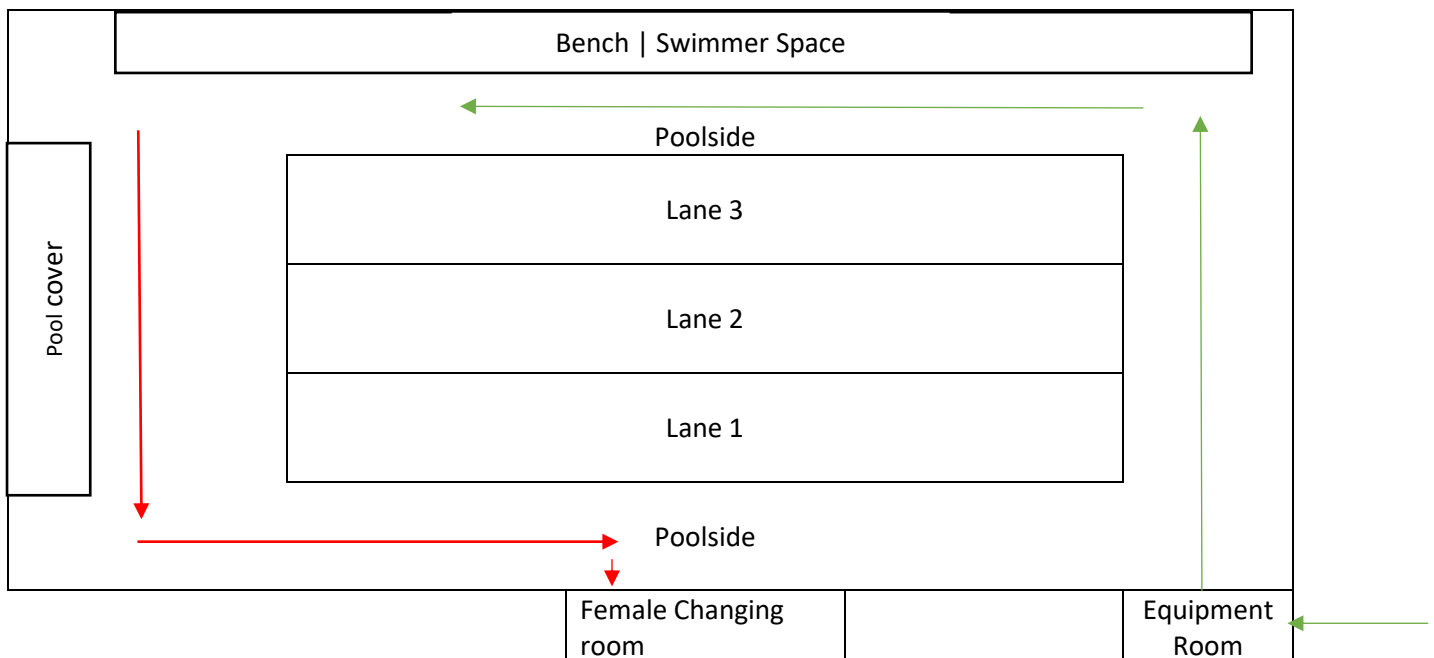 Bench | Swimmer Space
Poolside
Lane 3
Pool cover
Lane 2
Lane 1
Poolside
Female Changing
room
Equipment
Room